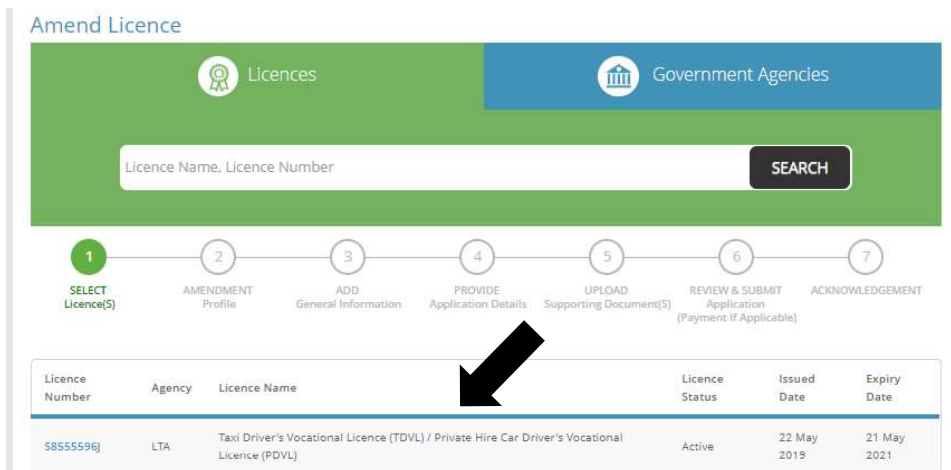 Amend Licence
Licences
Government Agencies
Licence Name, Licence Number
SEARCH
1
2
3
4
5
6
7
SELECT
Licence(S)
AMENDMENT
Profile
ADD
General Information
PROVIDE
Application Details
UPLOAD
Supporting Document(S)
REVIEW & SUBMIT
Application
(Payment If Applicable)
ACKNOWLEDGEMENT
Licence
Number
Agency
Licence Name
Licence
Status
Issued
Date
Expiry
Date
S8555596J
LTA
Taxi Driver's Vocational Licence (TDVL) / Private Hire Car Driver's Vocational
Licence (PDVL)
Active
22 May
2019
21 May
2021